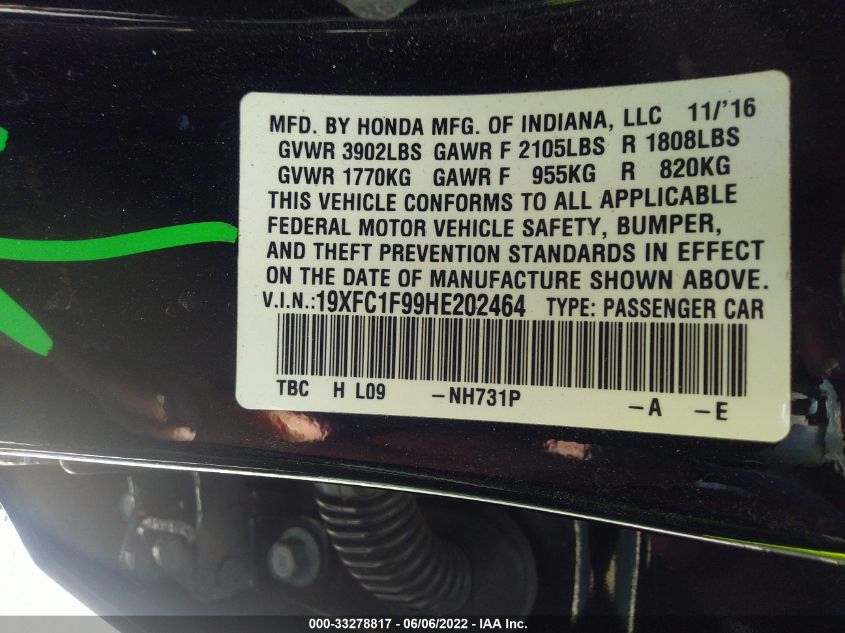 MFD. BY HONDA MFG. OF INDIANA, LLC 11/'16
GVWR 3902LBS GAWR F 2105LBS R 1808LBS
GVWR 1770KG GAWR F 955KG R 820KG
THIS VEHICLE CONFORMS TO ALL APPLICABLE
FEDERAL MOTOR VEHICLE SAFETY, BUMPER,
AND THEFT PREVENTION STANDARDS IN EFFECT
ON THE DATE OF MANUFACTURE SHOWN ABOVE.
V.I.N.:19XFC1F99HE202464 TYPE: PASSENGER CAR
TBC H L09 -NH731P -A -E
000-33278817 - 06/06/2022 - IAA Inc.